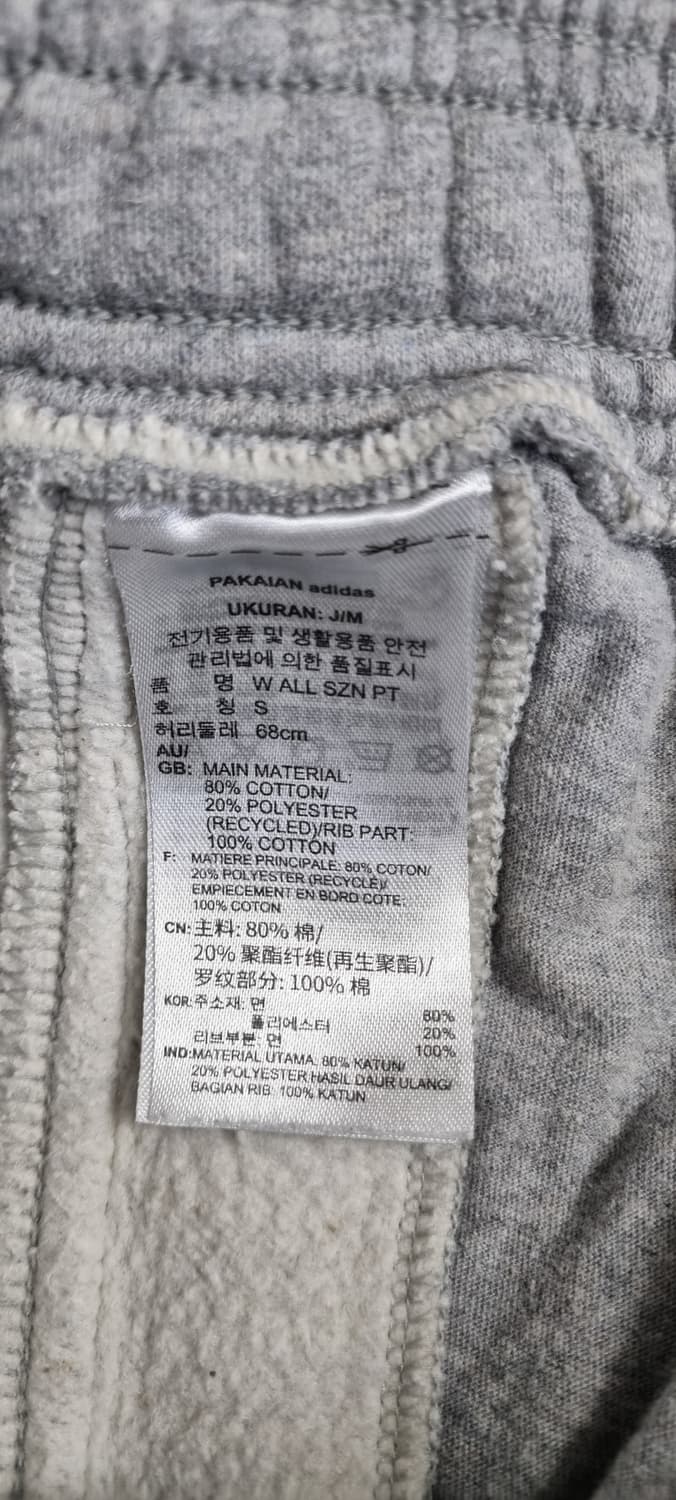 PAKAIAN adidas
UKURAN: J/M
전기용품 및 생활용품 안전
관리법에 의한 품질표시
품 명 W ALL SZN PT
호 칭 S
허리둘레 68cm
AU/
GB: MAIN MATERIAL:
80% COTTON/
20% POLYESTER
(RECYCLED)/RIB PART:
100% COTTON
F: MATIERE PRINCIPALE: 80% COTON/
20% POLYESTER (RECYCLÉ)/
EMPIECEMENT EN BORD COTE:
100% COTON
CN: 主料: 80% 棉/
20% 聚酯纤维(再生聚酯)/
罗纹部分: 100% 棉
KOR: 주소재: 면 80%
폴리에스터 20%
리브부분: 면 100%
IND: MATERIAL UTAMA: 80% KATUN/
20% POLYESTER HASIL DAUR ULANG/
BAGIAN RIB: 100% KATUN